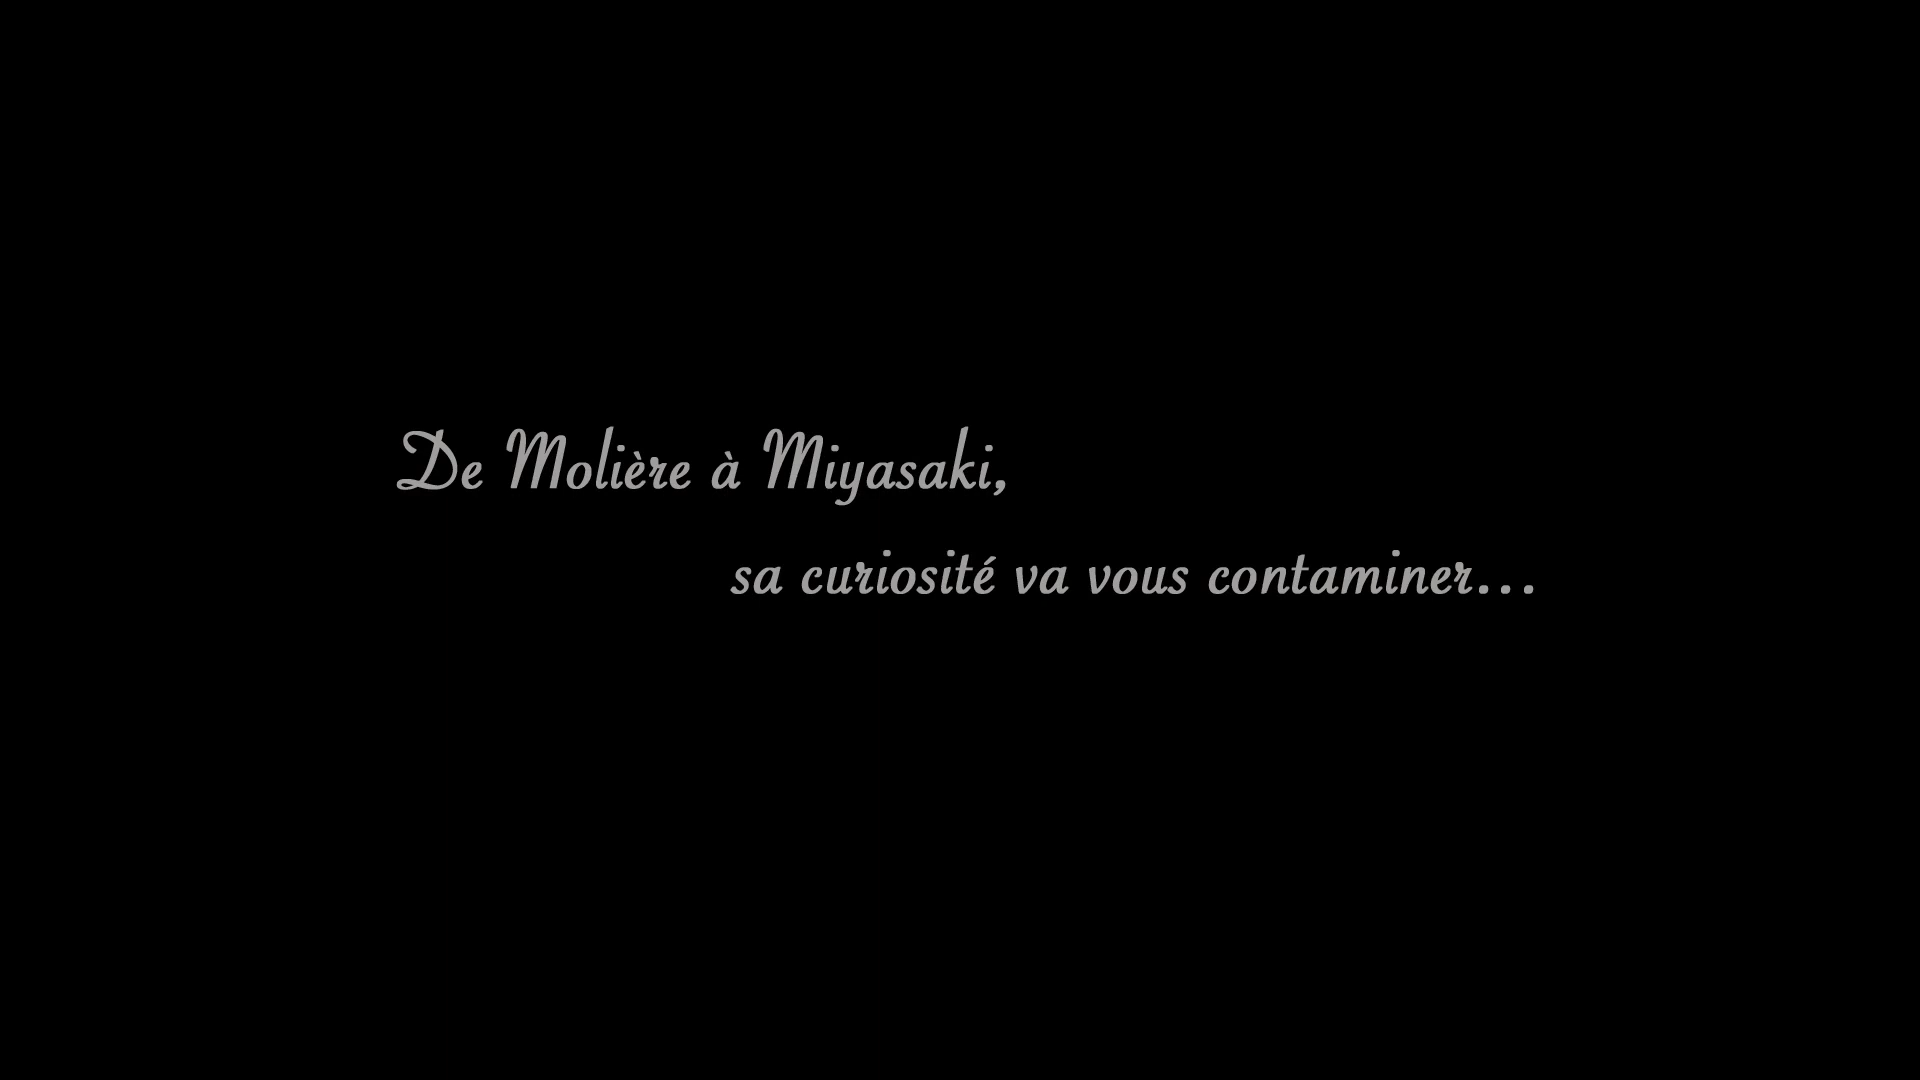 De Molière à Miyasaki,
sa curiosité va vous contaminer...